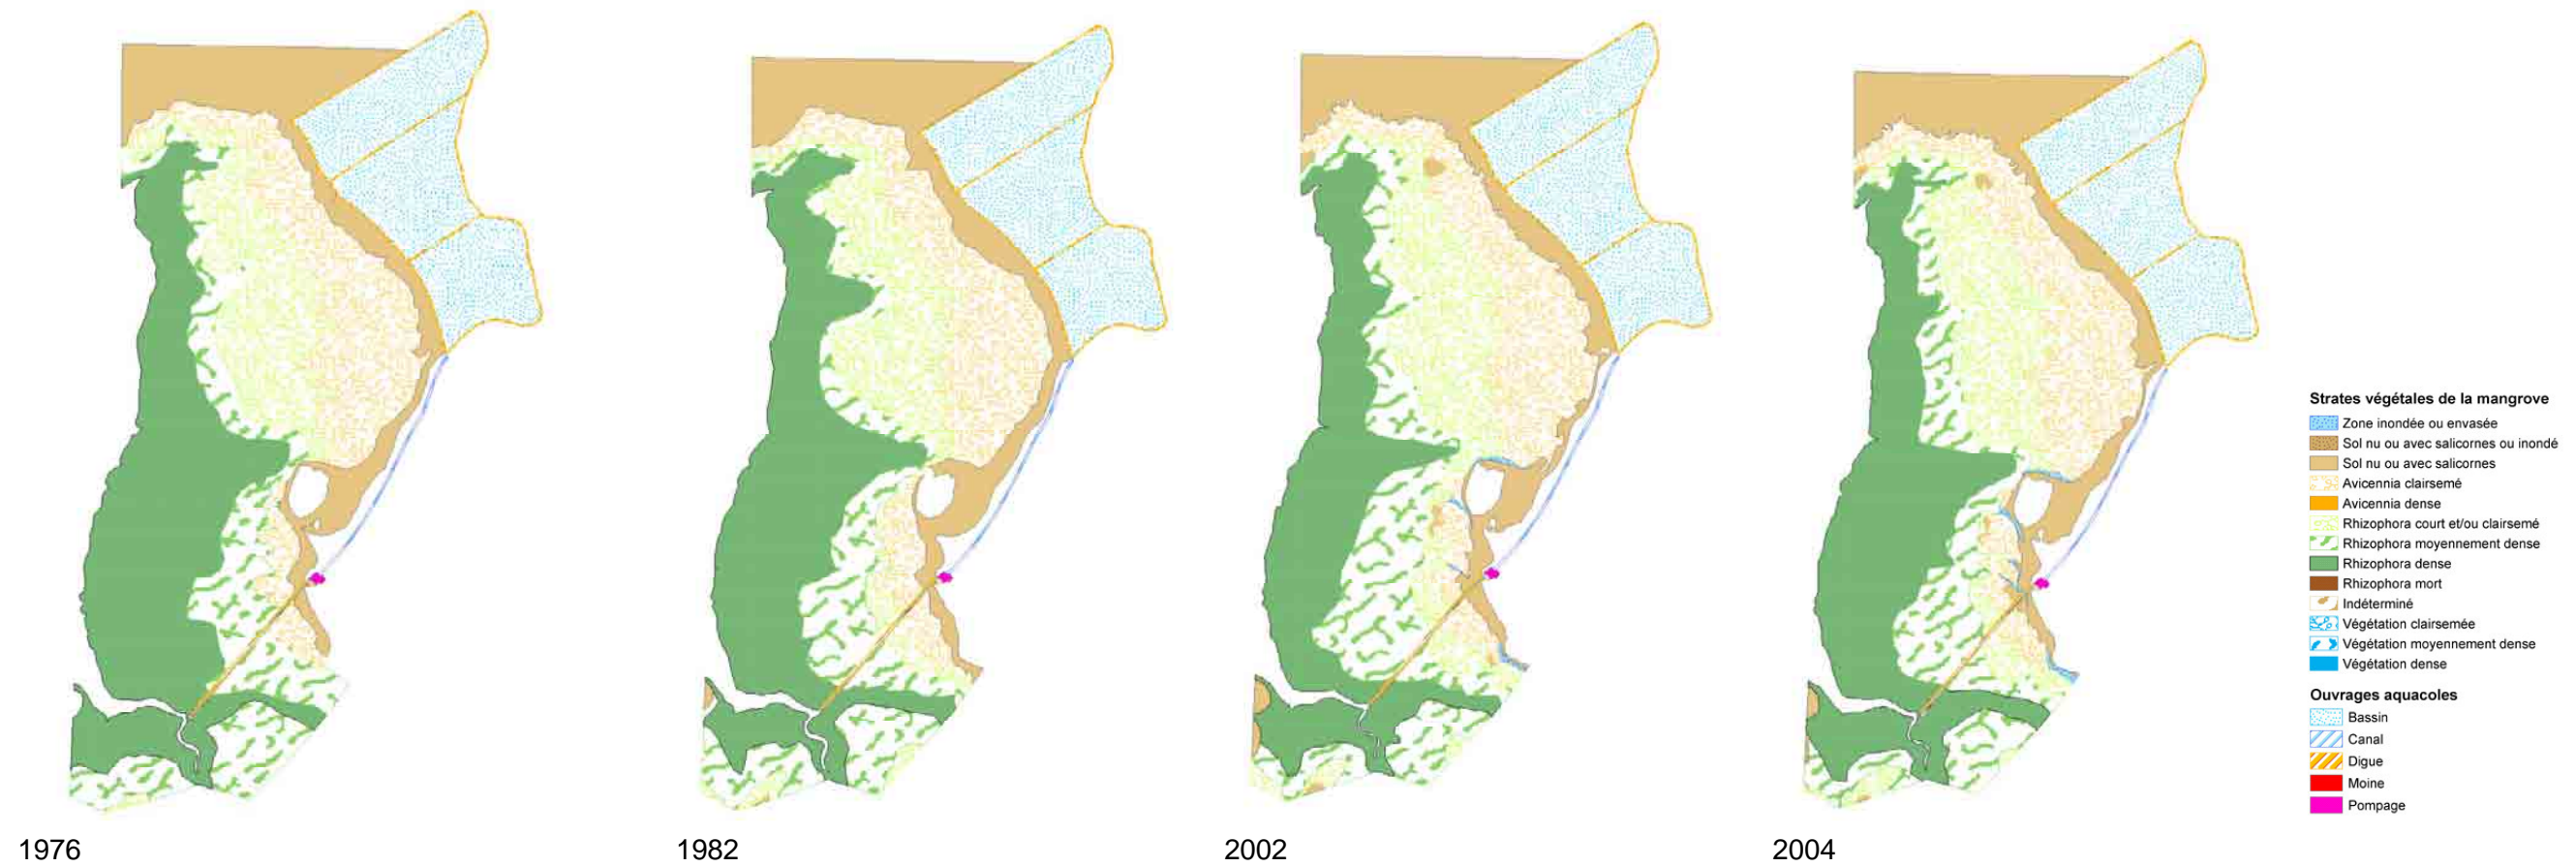 Strates végétales de la mangrove
Zone inondée ou envasée
Sol nu ou avec salicornes ou inondé
Sol nu ou avec salicornes
Avicennia clairsemé
Avicennia dense
Rhizophora court et/ou clairsemé
Rhizophora moyennement dense
Rhizophora dense
Rhizophora mort
Indéterminé
Végétation clairsemée
Végétation moyennement dense
Végétation dense
Ouvrages aquacoles
Bassin
Canal
Digue
Moine
Pompage
1976
1982
2002
2004